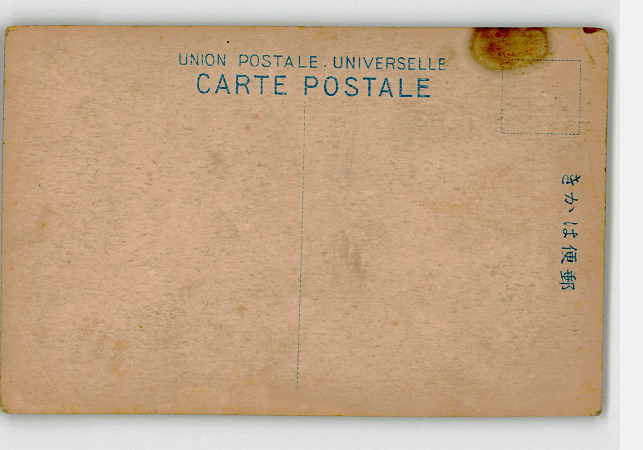 UNION POSTALE . UNIVERSELLE
CARTE POSTALE
きかは便郵